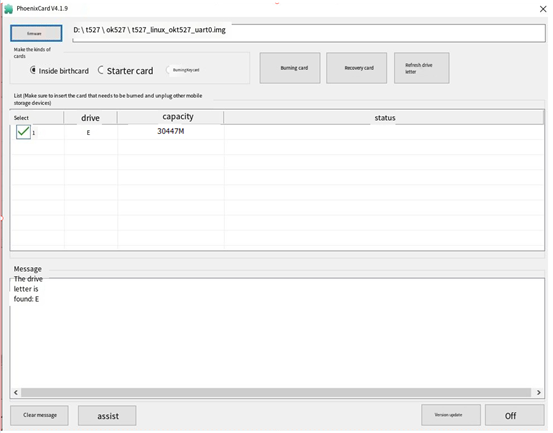 PhoenixCard V4.1.9
firmware
D: \ t527 \ ok527 \ t527_linux_okt527_uart0.img
Make the kinds of
cards
Inside birthcard
Starter card
Burning Key card
Burning card
Recovery card
Refresh drive
letter
List (Make sure to insert the card that needs to be burned and unplug other mobile
storage devices)
Select
drive
capacity
status
1
E
30447M
Message
The drive
letter is
found: E
Clear message
assist
Version update
Off